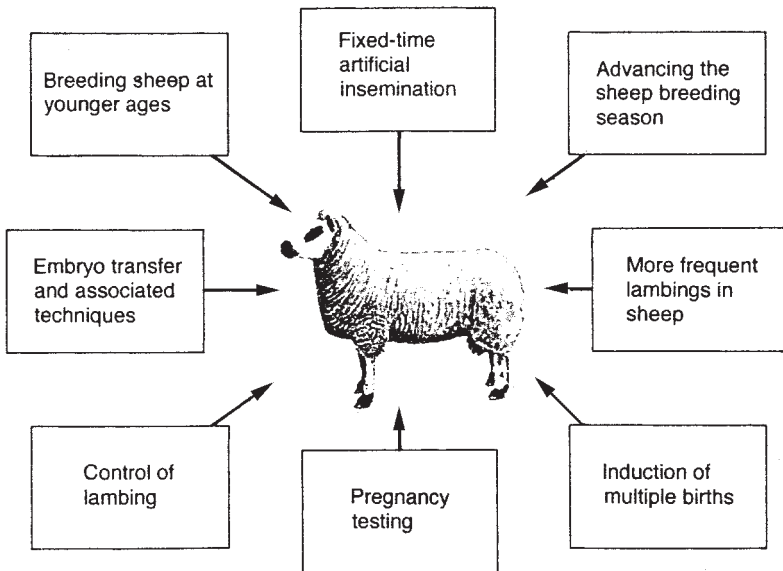 Breeding sheep at
younger ages
Fixed-time
artificial
insemination
Advancing the
sheep breeding
season
Embryo transfer
and associated
techniques
More frequent
lambings in
sheep
Control of
lambing
Pregnancy
testing
Induction of
multiple births